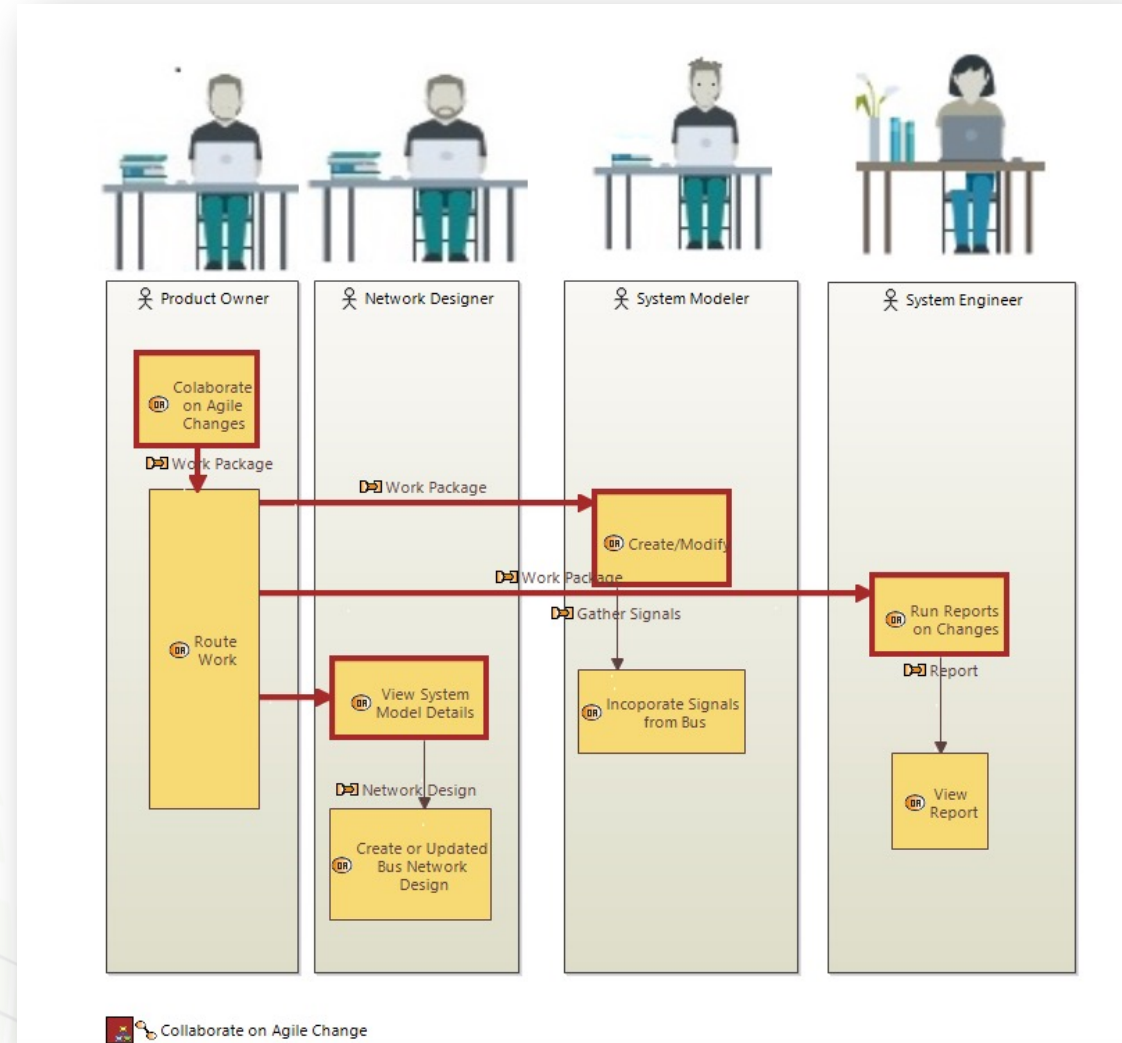 Product Owner
Network Designer
System Modeler
System Engineer
Colaborate
on Agile
Changes
Work Package
Work Package
Create/Modify
Work Package
Gather Signals
Run Reports
on Changes
Route
Work
Report
View System
Model Details
Incoporate Signals
from Bus
Network Design
View
Report
Create or Updated
Bus Network
Design
Collaborate on Agile Change